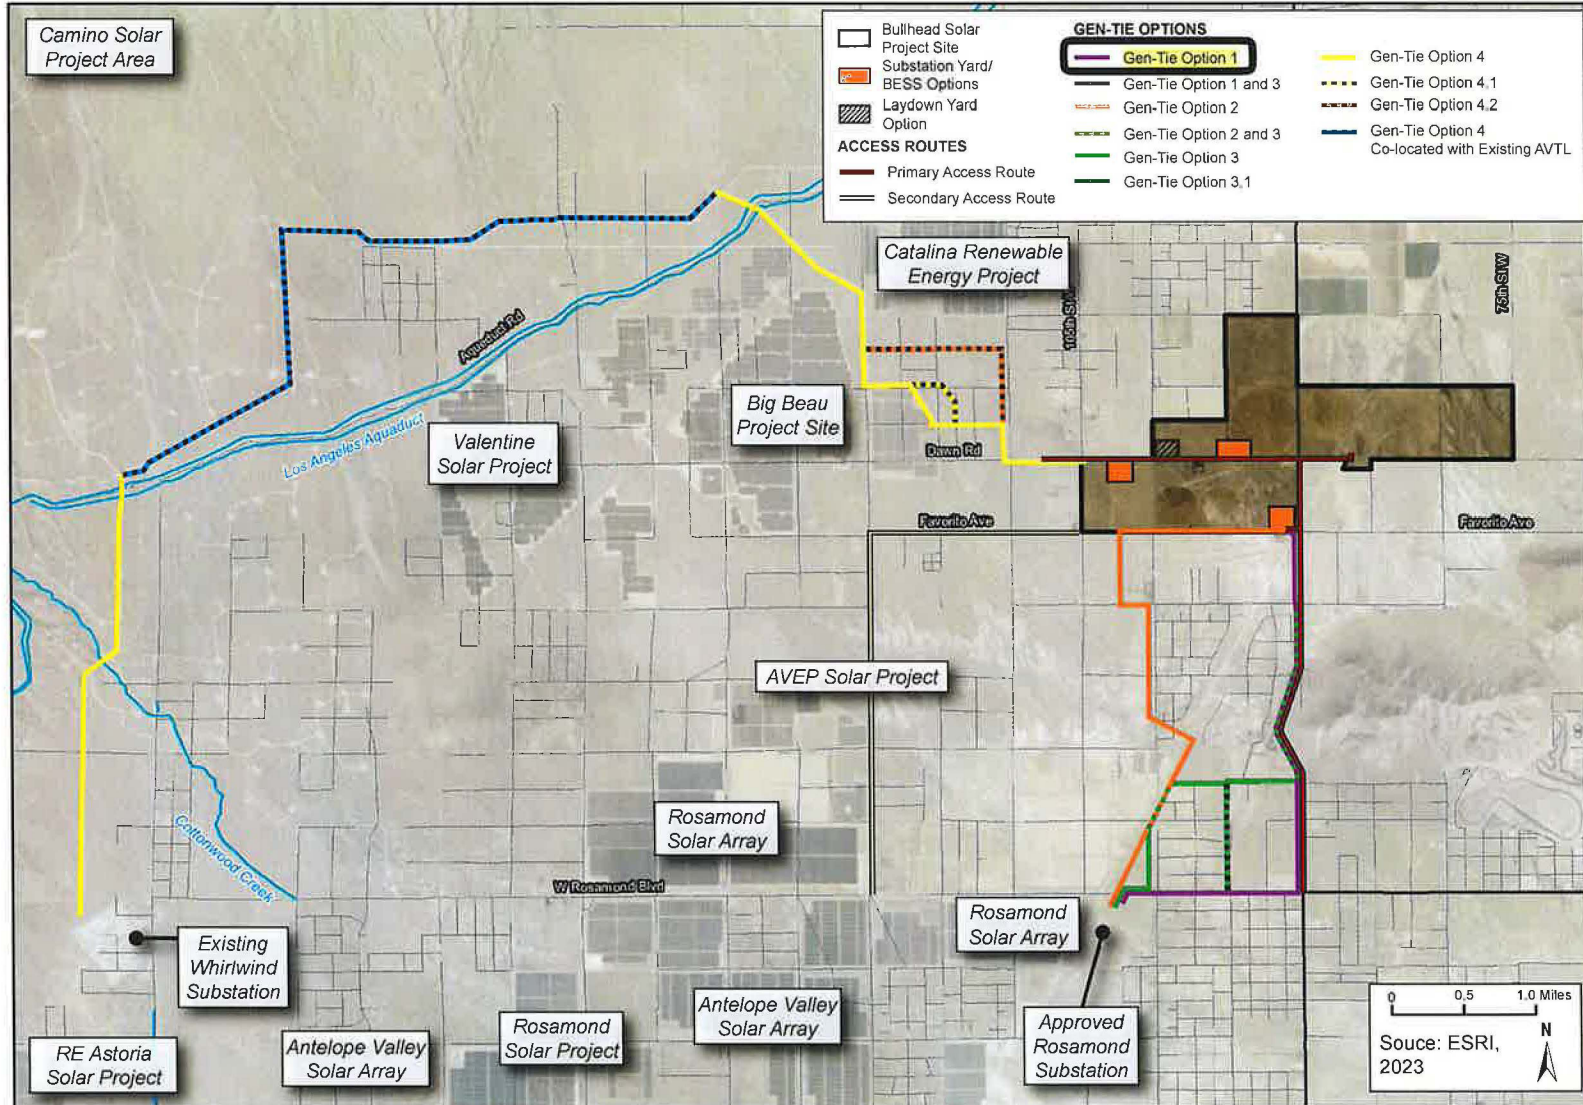 Camino Solar
Project Area
Bullhead Solar
Project Site
Substation Yard/
BESS Options
Laydown Yard
Option
ACCESS ROUTES
Primary Access Route
Secondary Access Route
GEN-TIE OPTIONS
Gen-Tie Option 1
Gen-Tie Option 1 and 3
Gen-Tie Option 2
Gen-Tie Option 2 and 3
Gen-Tie Option 3
Gen-Tie Option 3.1
Gen-Tie Option 4
Gen-Tie Option 4.1
Gen-Tie Option 4.2
Gen-Tie Option 4
Co-located with Existing AVTL
Catalina Renewable
Energy Project
75th St W
Aqueduct Rd
Los Angeles Aquaduct
Big Beau
Project Site
Valentine
Solar Project
Dawn Rd
Favorito Ave
Favorito Ave
AVEP Solar Project
Rosamond
Solar Array
Cottonwood Creek
W Rosamond Blvd
Rosamond
Solar Array
Existing
Whirlwind
Substation
Antelope Valley
Solar Array
Rosamond
Solar Project
Approved
Rosamond
Substation
RE Astoria
Solar Project
Antelope Valley
Solar Array
0 0.5 1.0 Miles
Souce: ESRI,
2023
N